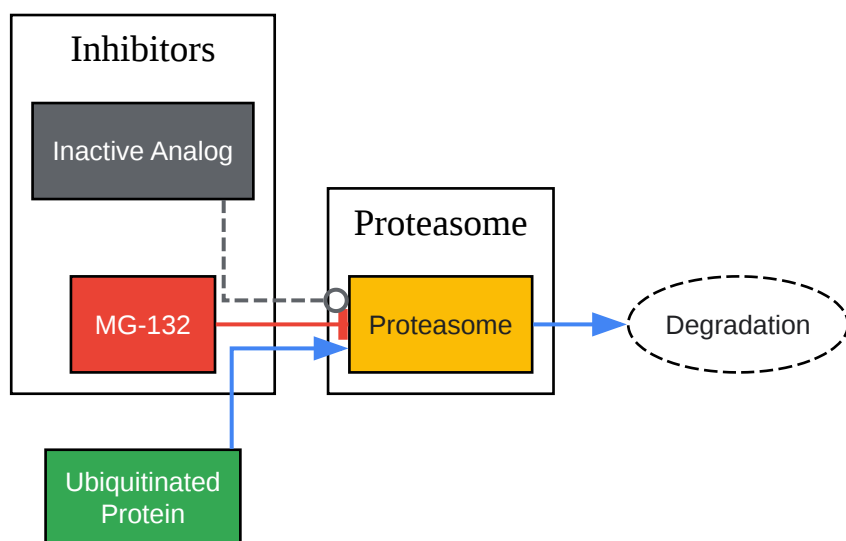 Inhibitors
Inactive Analog
Proteasome
MG-132
Proteasome
Degradation
Ubiquitinated
Protein